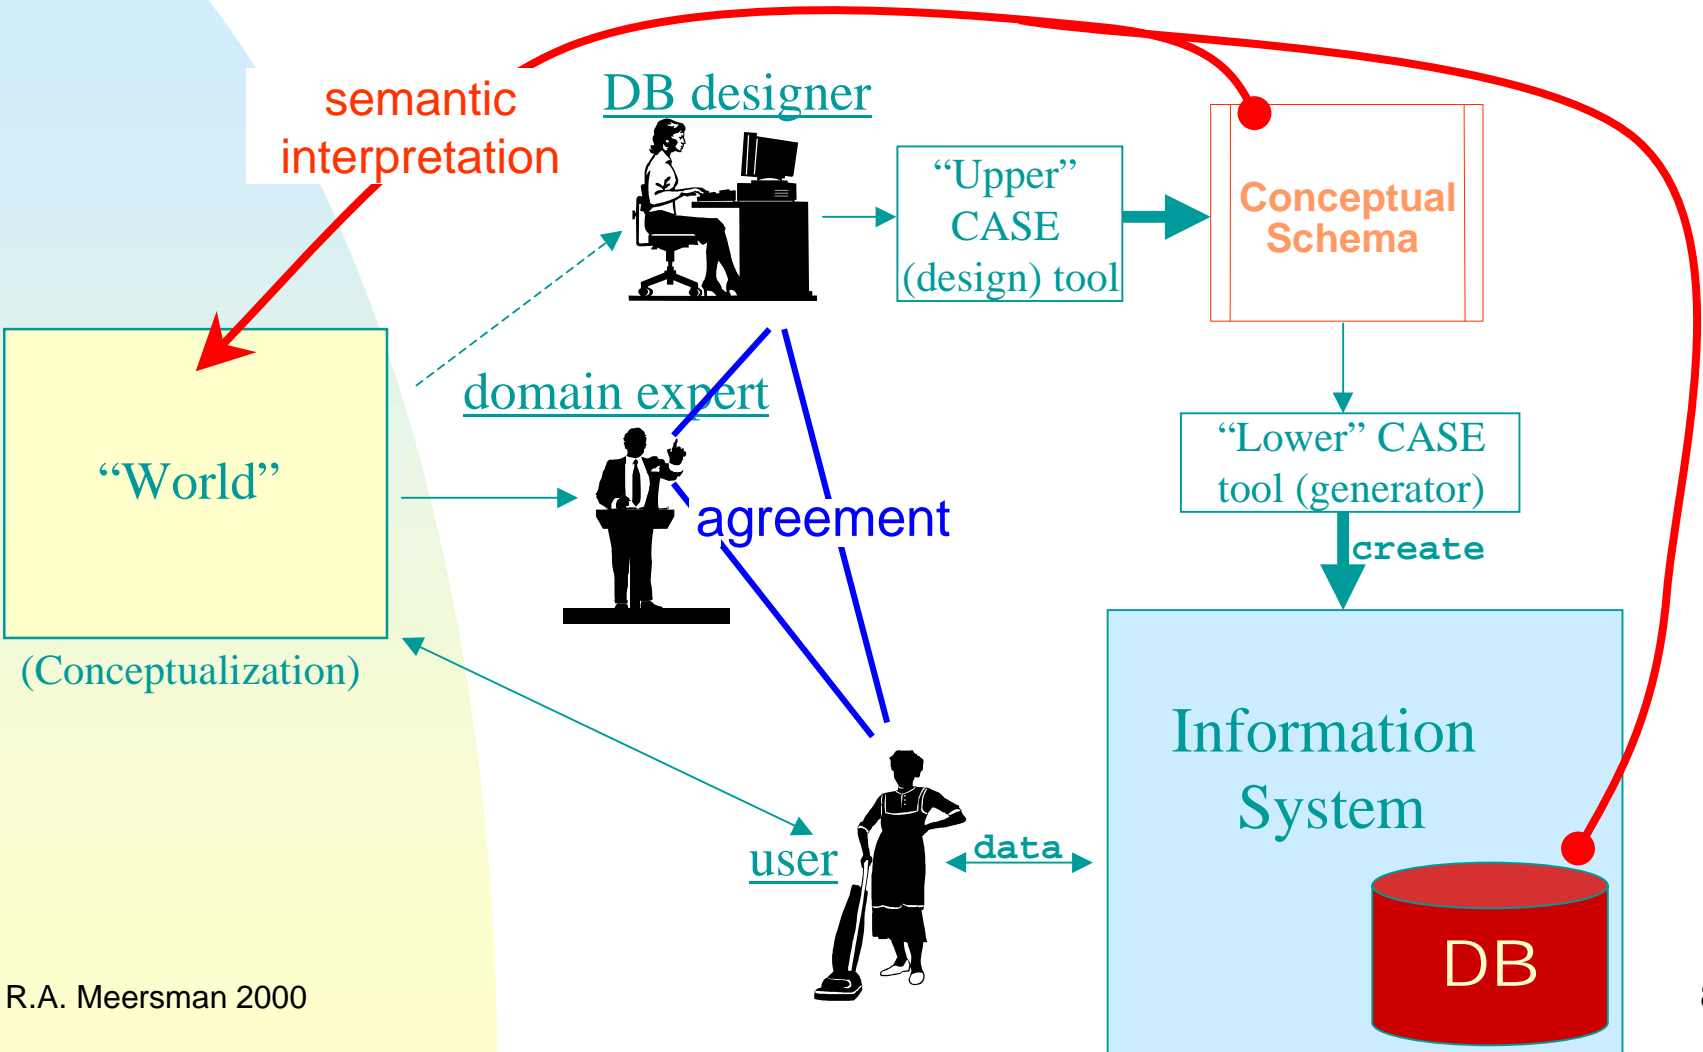 semantic
interpretation
DB designer
“Upper”
CASE
(design) tool
Conceptual
Schema
domain expert
“World”
“Lower” CASE
tool (generator)
agreement
create
(Conceptualization)
Information
System
user
data
DB
R.A. Meersman 2000